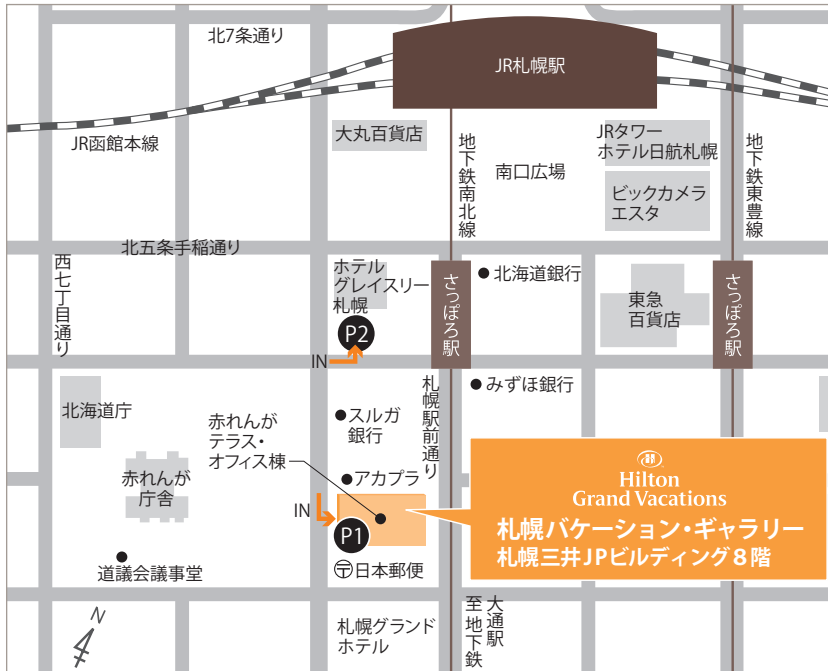 北7条通り
JR札幌駅
JR函館本線
大丸百貨店
地下鉄南北線
南口広場
JRタワー
ホテル日航札幌
ビックカメラ
エスタ
地下鉄東豊線
北五条手稲通り
西七丁目通り
ホテル
グレイスリー
札幌
P2
IN
さっぽろ駅
北海道銀行
東急
百貨店
さっぽろ駅
みずほ銀行
札幌駅前通り
北海道庁
赤れんが
テラス・
オフィス棟
スルガ
銀行
アカプラ
赤れんが
庁舎
IN
P1
Hilton
Grand Vacations
札幌バケーション・ギャラリー
札幌三井JPビルディング8階
道議会議事堂
〶日本郵便
N
札幌グランド
ホテル
大通駅
至 地下鉄